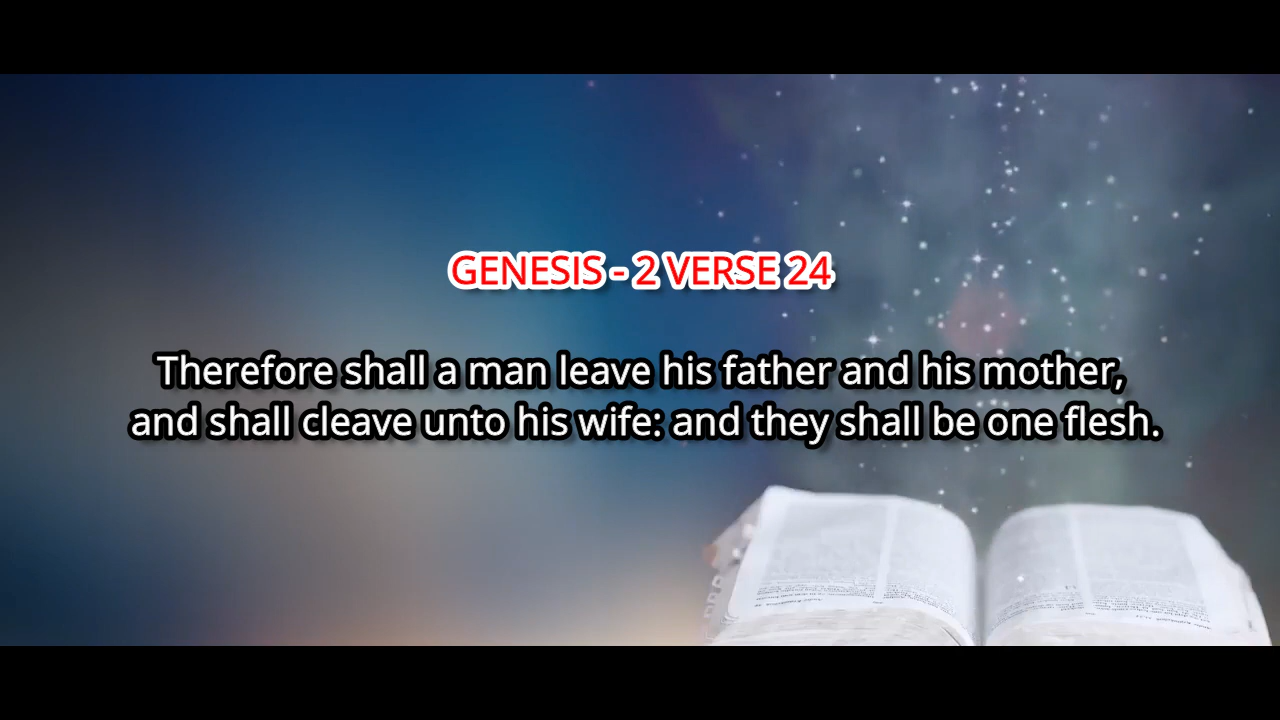 GENESIS - 2 VERSE 24
Therefore shall a man leave his father and his mother,
and shall cleave unto his wife: and they shall be one flesh.